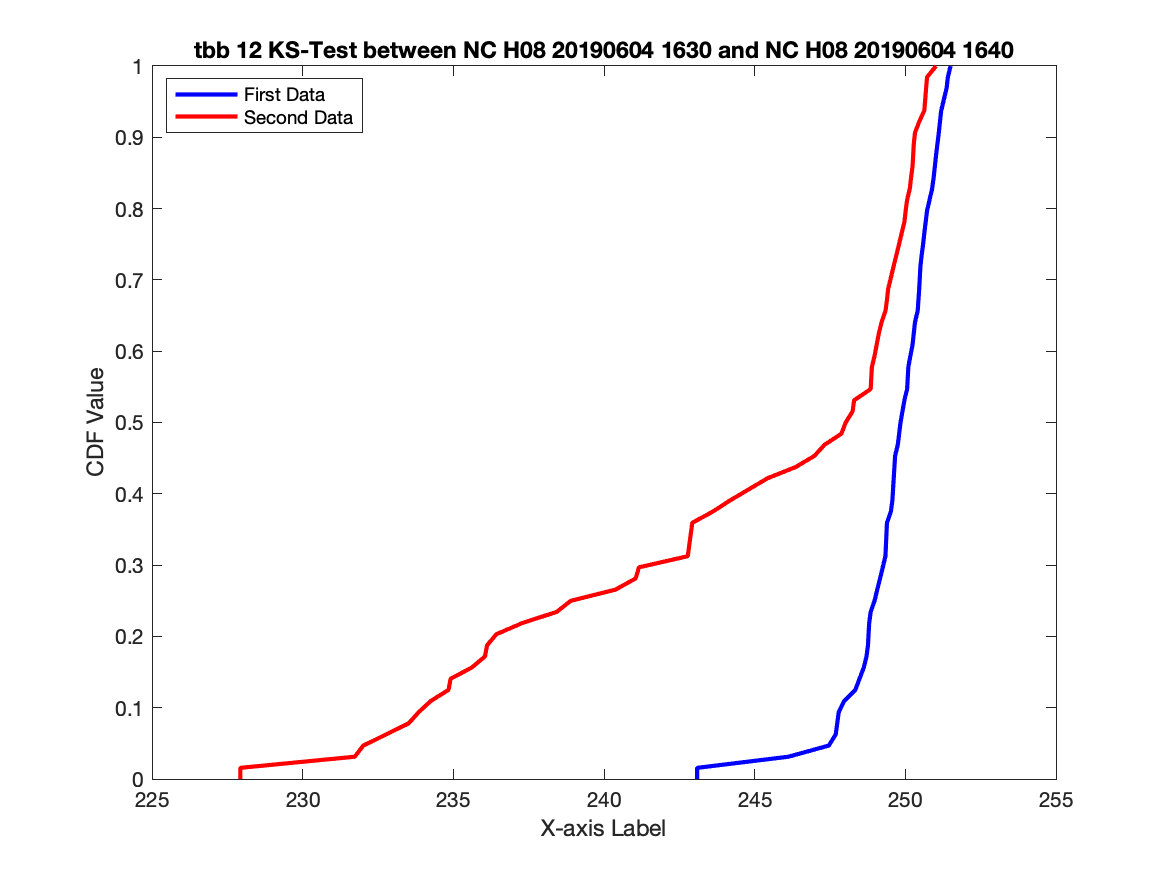 tbb 12 KS-Test between NC H08 20190604 1630 and NC H08 20190604 1640
First Data
Second Data
1
0.9
0.8
0.7
0.6
0.5
0.4
0.3
0.2
0.1
0
CDF Value
225 230 235 240 245 250 255
X-axis Label